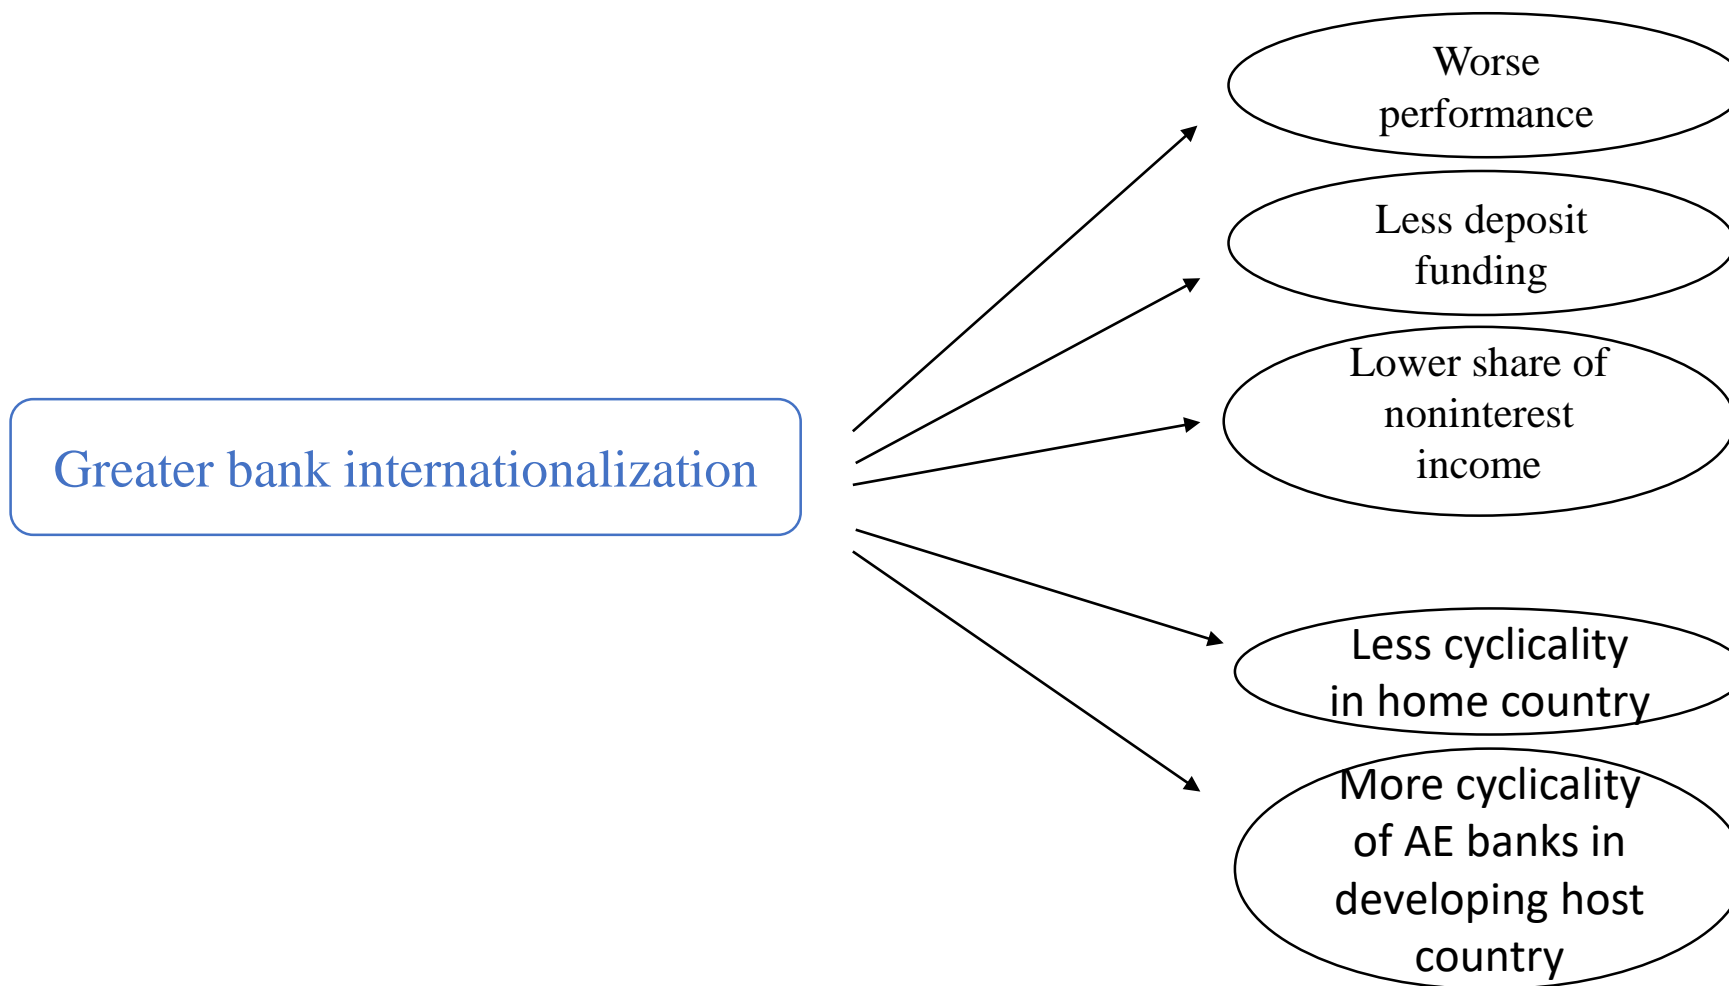 Worse
performance
Less deposit
funding
Lower share of
noninterest
income
Greater bank internationalization
Less cyclicality
in home country
More cyclicality
of AE banks in
developing host
country